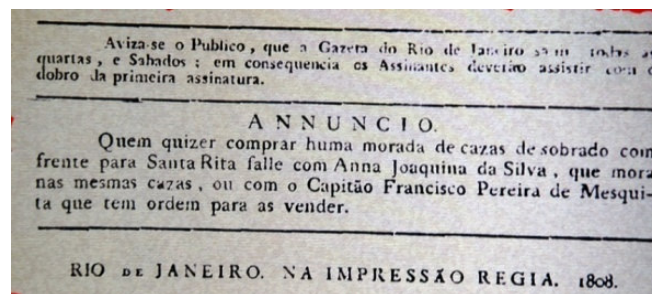 Aviza-se o Publico, que a Gazeta do Rio de Janeiro todas as
quartas, e Sabados: em consequencia os Assinantes deverão assistir com o
dobro da primeira assinatura.
ANNUNCIO.
Quem quizer comprar huma morada de cazas de sobrado com
frente para Santa Rita falle com Anna Joaquina da Silva, que mora
nas mesmas cazas, ou com o Capitão Francisco Pereira de Mesqui-
ta que tem ordem para as vender.
RIO DE JANEIRO. NA IMPRESSÃO REGIA. 1808.